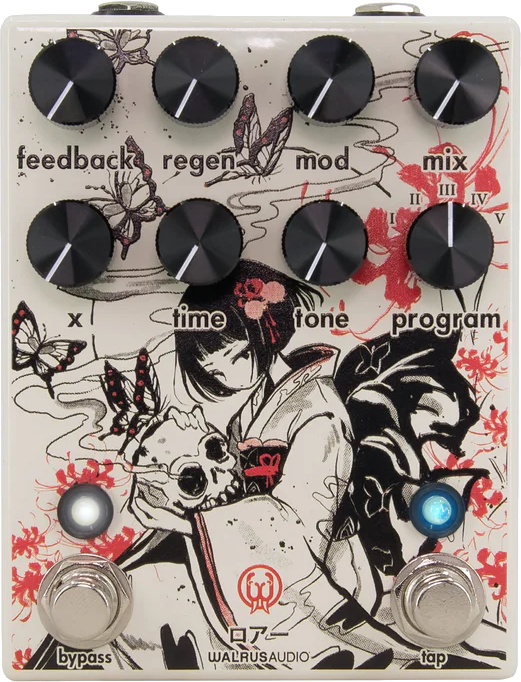 feedback regen mod mix
I II III IV V
x time tone program
ロアー
bypass WALRUSAUDIO tap